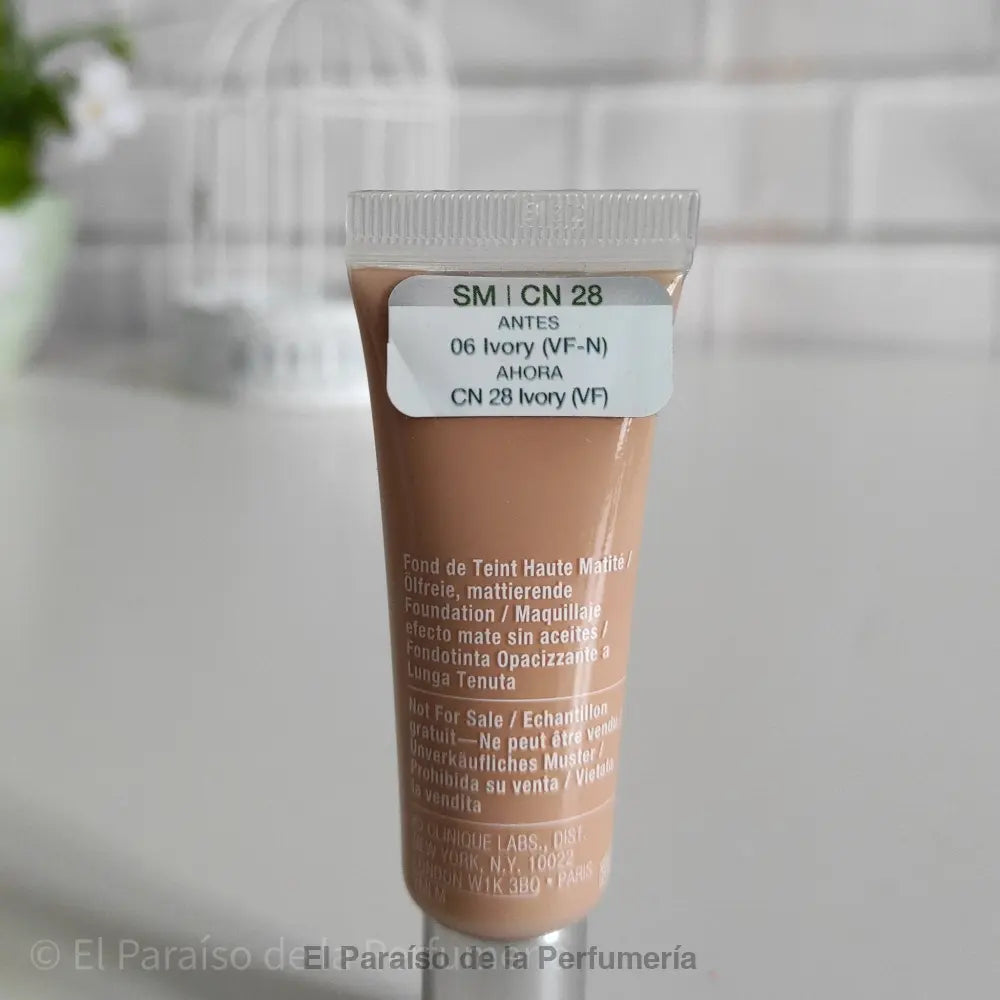 SM | CN 28
ANTES
06 Ivory (VF-N)
AHORA
CN 28 Ivory (VF)
Fond de Teint Haute Matité /
Ölfreie, mattierende
Foundation / Maquillaje
efecto mate sin aceites /
Fondotinta Opacizzante a
Lunga Tenuta
Not For Sale / Echantillon
gratuit—Ne peut être vendu
Unverkäufliches Muster /
Prohibida su venta / Vietata
la vendita
© CLINIQUE LABS., DIST.
NEW YORK, N.Y. 10022
LONDON W1K 3BQ • PARIS
© El Paraíso de la Perfumería
El Paraíso de la Perfumería